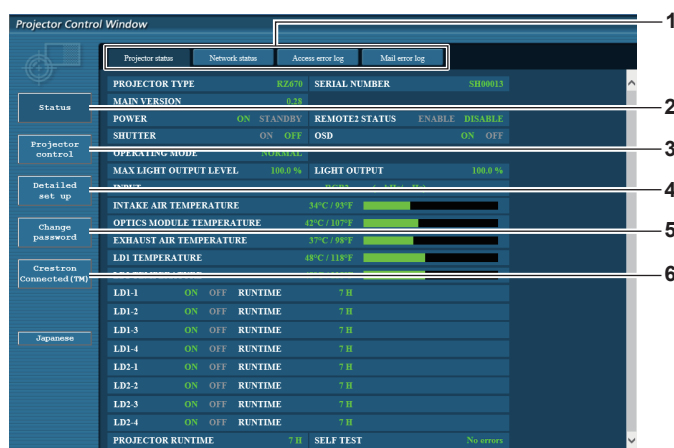 Projector Control Window
1
Projector status Network status Access error log Mail error log
PROJECTOR TYPE RZ670 SERIAL NUMBER SH00013
MAIN VERSION 0.28
Status
2
POWER ON STANDBY REMOTE2 STATUS ENABLE DISABLE
SHUTTER ON OFF OSD ON OFF
Projector control
3
OPERATING MODE NORMAL
MAX LIGHT OUTPUT LEVEL 100.0 % LIGHT OUTPUT 100.0 %
Detailed set up
4
INTAKE AIR TEMPERATURE 34°C / 93°F
OPTICS MODULE TEMPERATURE 42°C / 107°F
Change password
5
EXHAUST AIR TEMPERATURE 37°C / 98°F
LD1 TEMPERATURE 48°C / 118°F
Crestron Connected(TM)
6
LD1-1 ON OFF RUNTIME 7 H
LD1-2 ON OFF RUNTIME 7 H
LD1-3 ON OFF RUNTIME 7 H
Japanese
LD1-4 ON OFF RUNTIME 7 H
LD2-1 ON OFF RUNTIME 7 H
LD2-2 ON OFF RUNTIME 7 H
LD2-3 ON OFF RUNTIME 7 H
LD2-4 ON OFF RUNTIME 7 H
PROJECTOR RUNTIME 7 H SELF TEST No errors